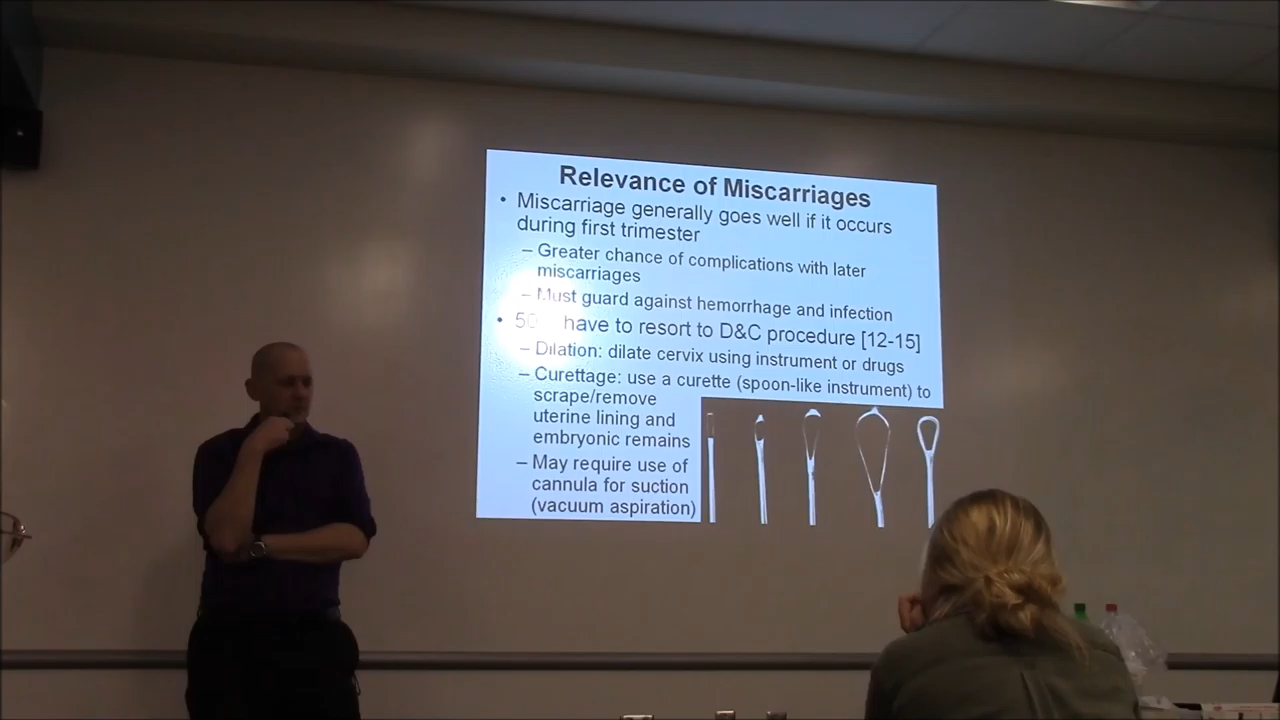 Relevance of Miscarriages
• Miscarriage generally goes well if it occurs
during first trimester
– Greater chance of complications with later
miscarriages
– Must guard against hemorrhage and infection
• have to resort to D&C procedure [12-15]
– Dilation: dilate cervix using instrument or drugs
– Curettage: use a curette (spoon-like instrument) to
scrape/remove
uterine lining and
embryonic remains
– May require use of
cannula for suction
(vacuum aspiration)